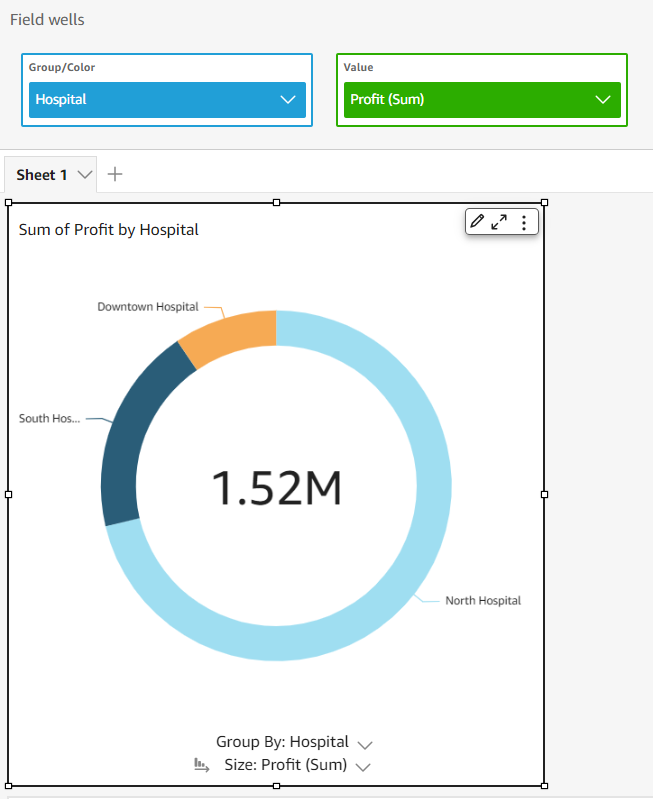 Field wells
Group/Color
Hospital
Value
Profit (Sum)
Sheet 1
Sum of Profit by Hospital
Downtown Hospital
South Hos...
1.52M
North Hospital
Group By: Hospital
Size: Profit (Sum)